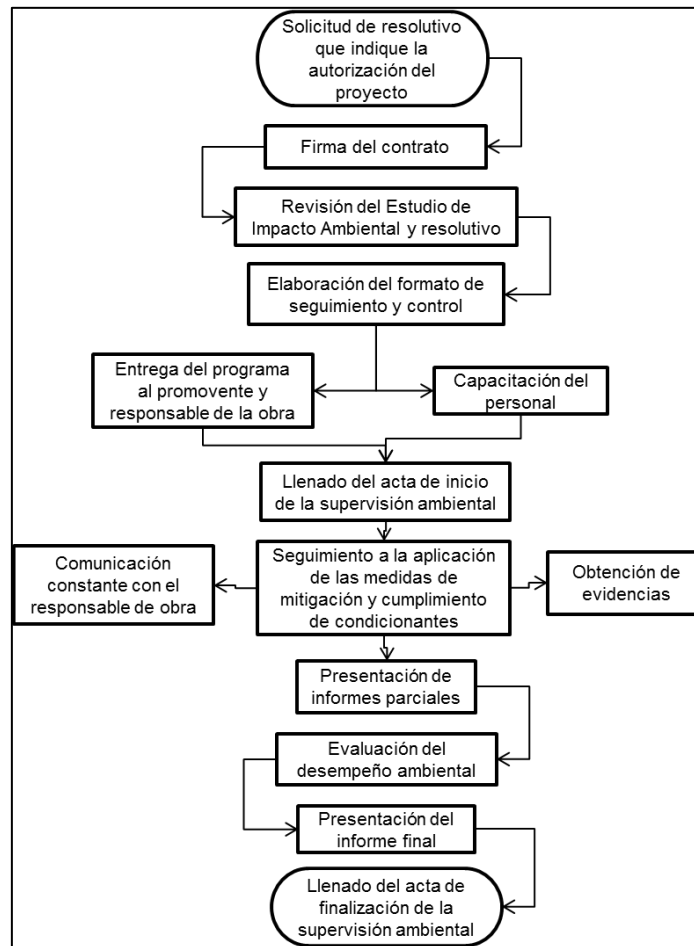 Solicitud de resolutivo
que indique la
autorización del
proyecto
Firma del contrato
Revisión del Estudio de
Impacto Ambiental y resolutivo
Elaboración del formato de
seguimiento y control
Entrega del programa
al promovente y
responsable de la obra
Capacitación del
personal
Llenado del acta de inicio
de la supervisión ambiental
Comunicación
constante con el
responsable de obra
Seguimiento a la aplicación
de las medidas de
mitigación y cumplimiento
de condicionantes
Obtención de
evidencias
Presentación de
informes parciales
Evaluación del
desempeño ambiental
Presentación del
informe final
Llenado del acta de
finalización de la
supervisión ambiental